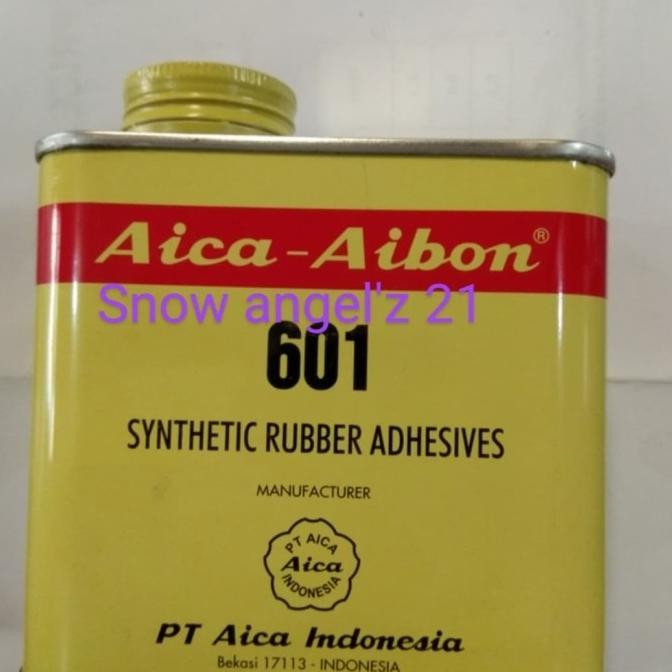 Aica-Aibon®
Snow angel'z 21
601
SYNTHETIC RUBBER ADHESIVES
MANUFACTURER
PT AICA
Aica
INDONESIA
PT Aica Indonesia
Bekasi 17113 - INDONESIA